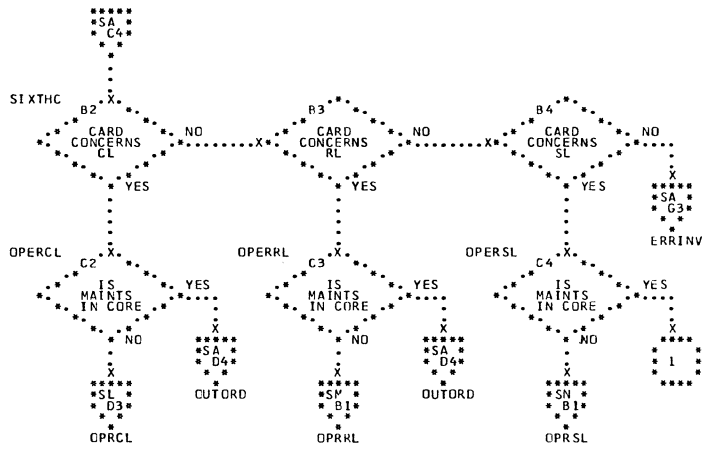 SA
C4
SIXTHC
B2
B3
B4
CARD
CONCERNS
CL
NO
CARD
CONCERNS
RL
NO
CARD
CONCERNS
SL
NO
YES
YES
YES
SA
G3
ERRINV
OPERCL
OPERRL
OPERSL
C2
C3
C4
IS
MAINTS
IN CORE
YES
IS
MAINTS
IN CORE
YES
IS
MAINTS
IN CORE
YES
NO
NO
NO
SA
D4
SA
D4
1
OUTORD
OUTORD
SL
D3
SM
B1
SN
B1
OPRCL
OPRRL
OPRSL